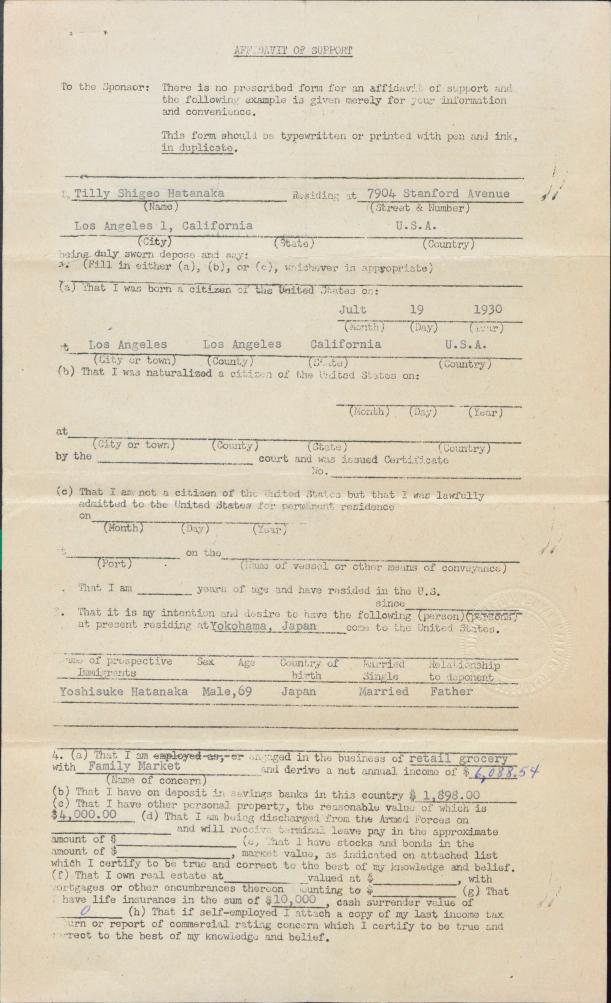 AFFIDAVIT OF SUPPORT
To the Sponsor: There is no prescribed form for an affidavit of support and
the following example is given merely for your information
and convenience.
This form should be typewritten or printed with pen and ink,
in duplicate.
I, Tilly Shigeo Hatanaka Residing at 7904 Stanford Avenue
(Name) (Street & Number)
Los Angeles 1, California U.S.A.
(City) (State) (Country)
being duly sworn depose and say:
(Fill in either (a), (b), or (c), whichever is appropriate)
(a) That I was born a citizen of the United States on:
Jult 19 1930
(Month) (Day) (Year)
Los Angeles Los Angeles California U.S.A.
(City or town) (County) (State) (Country)
(b) That I was naturalized a citizen of the United States on:
(Month) (Day) (Year)
at
(City or town) (County) (State) (Country)
by the court and was issued Certificate
No.
(c) That I am not a citizen of the United States but that I was lawfully
admitted to the United States for permanent residence
on
(Month) (Day) (Year)
on the
(Port) (Name of vessel or other means of conveyance)
. That I am years of age and have resided in the U.S.
since
. That it is my intention and desire to have the following (person)(persons)
at present residing at Yokohama, Japan come to the United States.
of prospective Sex Age Country of Married Relationship
Immigrants birth Single to deponent
Yoshisuke Hatanaka Male, 69 Japan Married Father
4. (a) That I am employed as, or engaged in the business of retail grocery
with Family Market and derive a net annual income of $ 6,088.54
(Name of concern)
(b) That I have on deposit in savings banks in this country $ 1,898.00
(c) That I have other personal property, the reasonable value of which is
$4,000.00 (d) That I am being discharged from the Armed Forces on
and will receive terminal leave pay in the approximate
amount of $ (e) That I have stocks and bonds in the
amount of $ , market value, as indicated on attached list
which I certify to be true and correct to the best of my knowledge and belief.
(f) That I own real estate at valued at $ , with
mortgages or other encumbrances thereon ounting to $ (g) That
I have life insurance in the sum of $10,000 , cash surrender value of
0 (h) That if self-employed I attach a copy of my last income tax
urn or report of commercial rating concern which I certify to be true and
rrect to the best of my knowledge and belief.